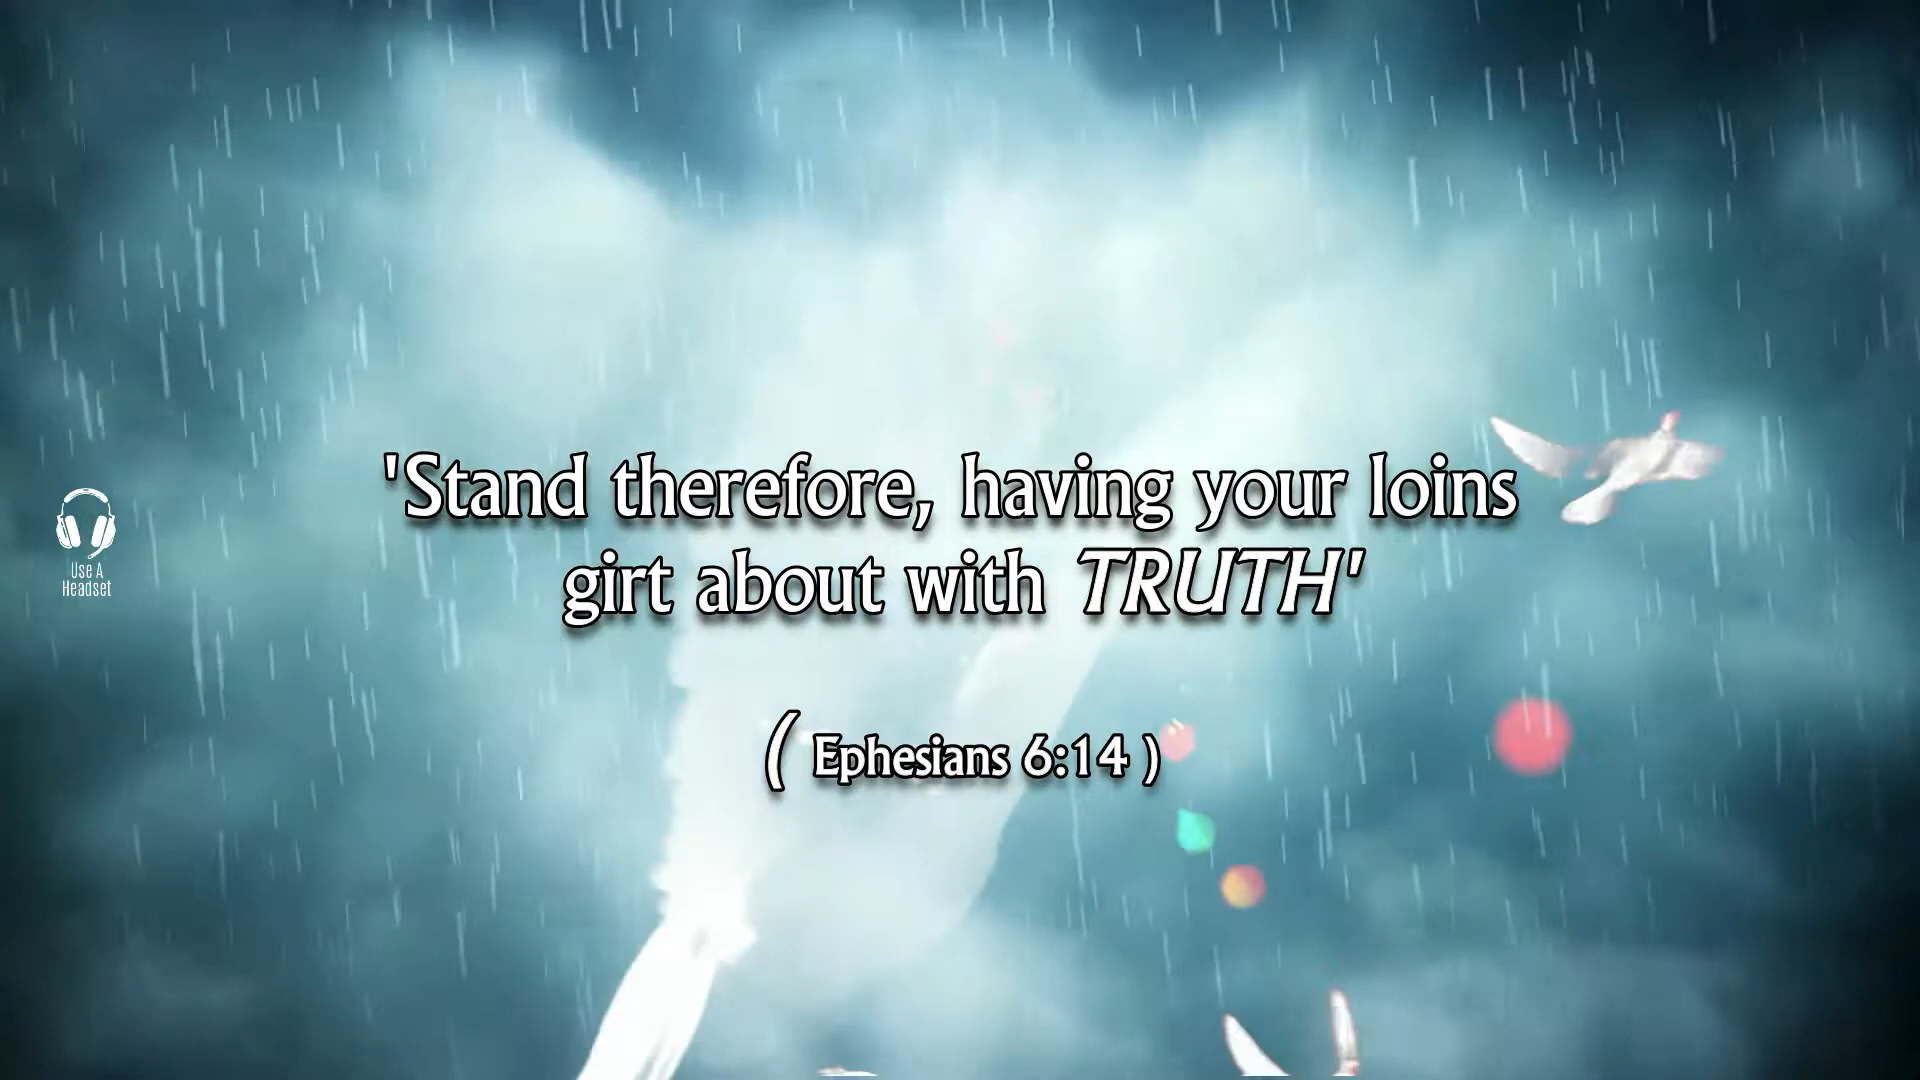 'Stand therefore, having your loins
girt about with TRUTH'
( Ephesians 6:14 )
Use A
Headset